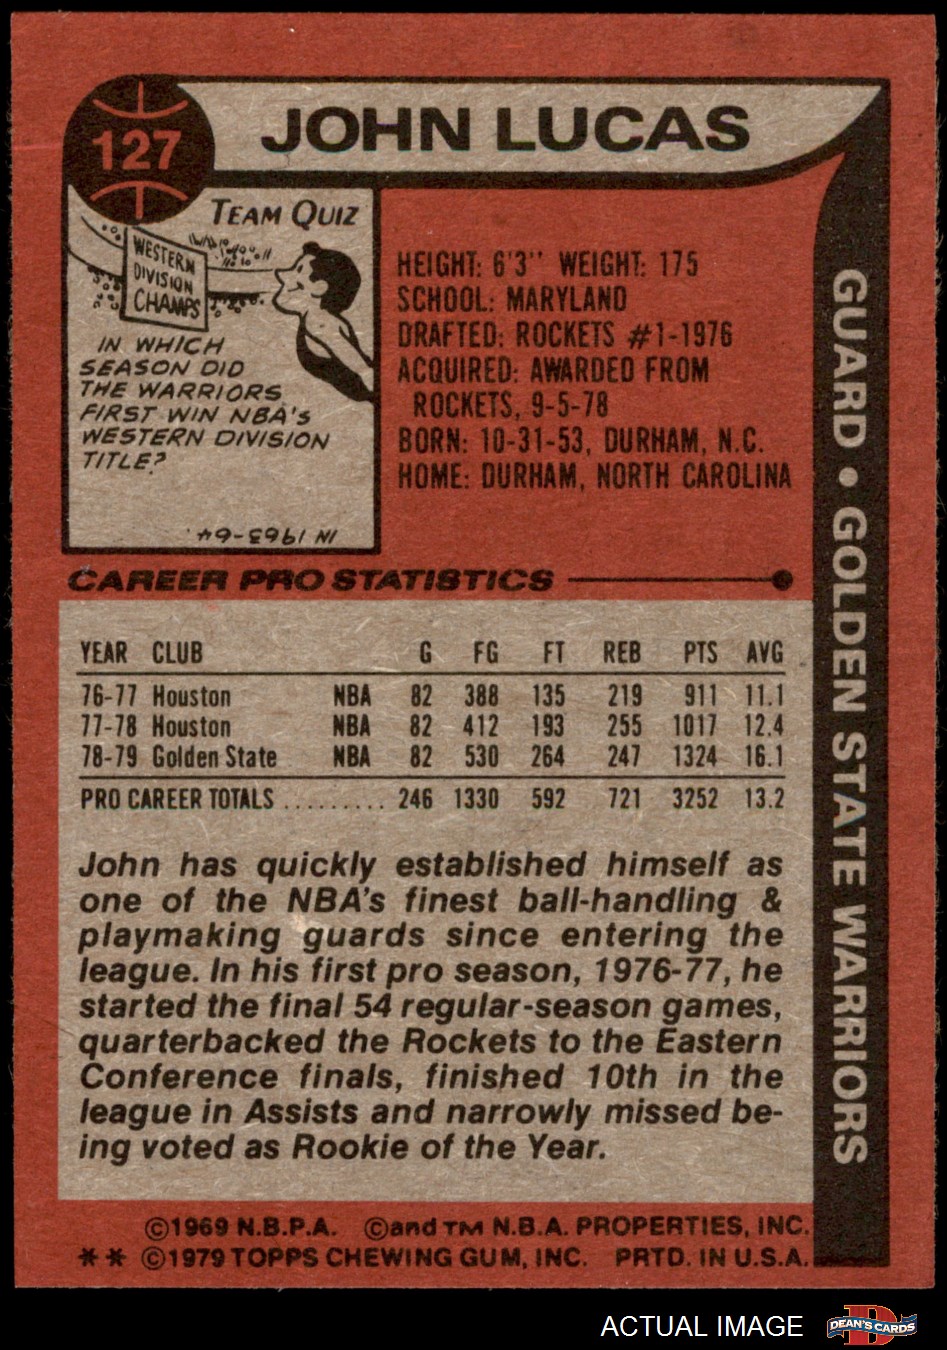 127
JOHN LUCAS
TEAM QUIZ
WESTERN
DIVISION
CHAMPS
IN WHICH
SEASON DID
THE WARRIORS
FIRST WIN NBA's
WESTERN DIVISION
TITLE?
IN 1963-64.
HEIGHT: 6'3" WEIGHT: 175
SCHOOL: MARYLAND
DRAFTED: ROCKETS #1-1976
ACQUIRED: AWARDED FROM
ROCKETS, 9-5-78
BORN: 10-31-53, DURHAM, N.C.
HOME: DURHAM, NORTH CAROLINA
GUARD • GOLDEN STATE WARRIORS
CAREER PRO STATISTICS
YEAR CLUB G FG FT REB PTS AVG
76-77 Houston NBA 82 388 135 219 911 11.1
77-78 Houston NBA 82 412 193 255 1017 12.4
78-79 Golden State NBA 82 530 264 247 1324 16.1
PRO CAREER TOTALS ......... 246 1330 592 721 3252 13.2
John has quickly established himself as
one of the NBA's finest ball-handling &
playmaking guards since entering the
league. In his first pro season, 1976-77, he
started the final 54 regular-season games,
quarterbacked the Rockets to the Eastern
Conference finals, finished 10th in the
league in Assists and narrowly missed be-
ing voted as Rookie of the Year.
©1969 N.B.P.A. ©and TM N.B.A. PROPERTIES, INC.
** ©1979 TOPPS CHEWING GUM, INC. PRTD. IN U.S.A.
ACTUAL IMAGE
D
DEAN'S CARDS